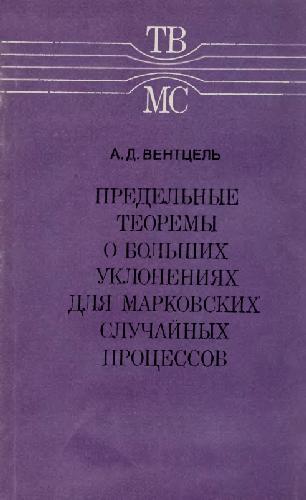 ТВ
МС
А.Д. ВЕНТЦЕЛЬ
ПРЕДЕЛЬНЫЕ
ТЕОРЕМЫ
О БОЛЬШИХ
УКЛОНЕНИЯХ
ДЛЯ МАРКОВСКИХ
СЛУЧАЙНЫХ
ПРОЦЕССОВ